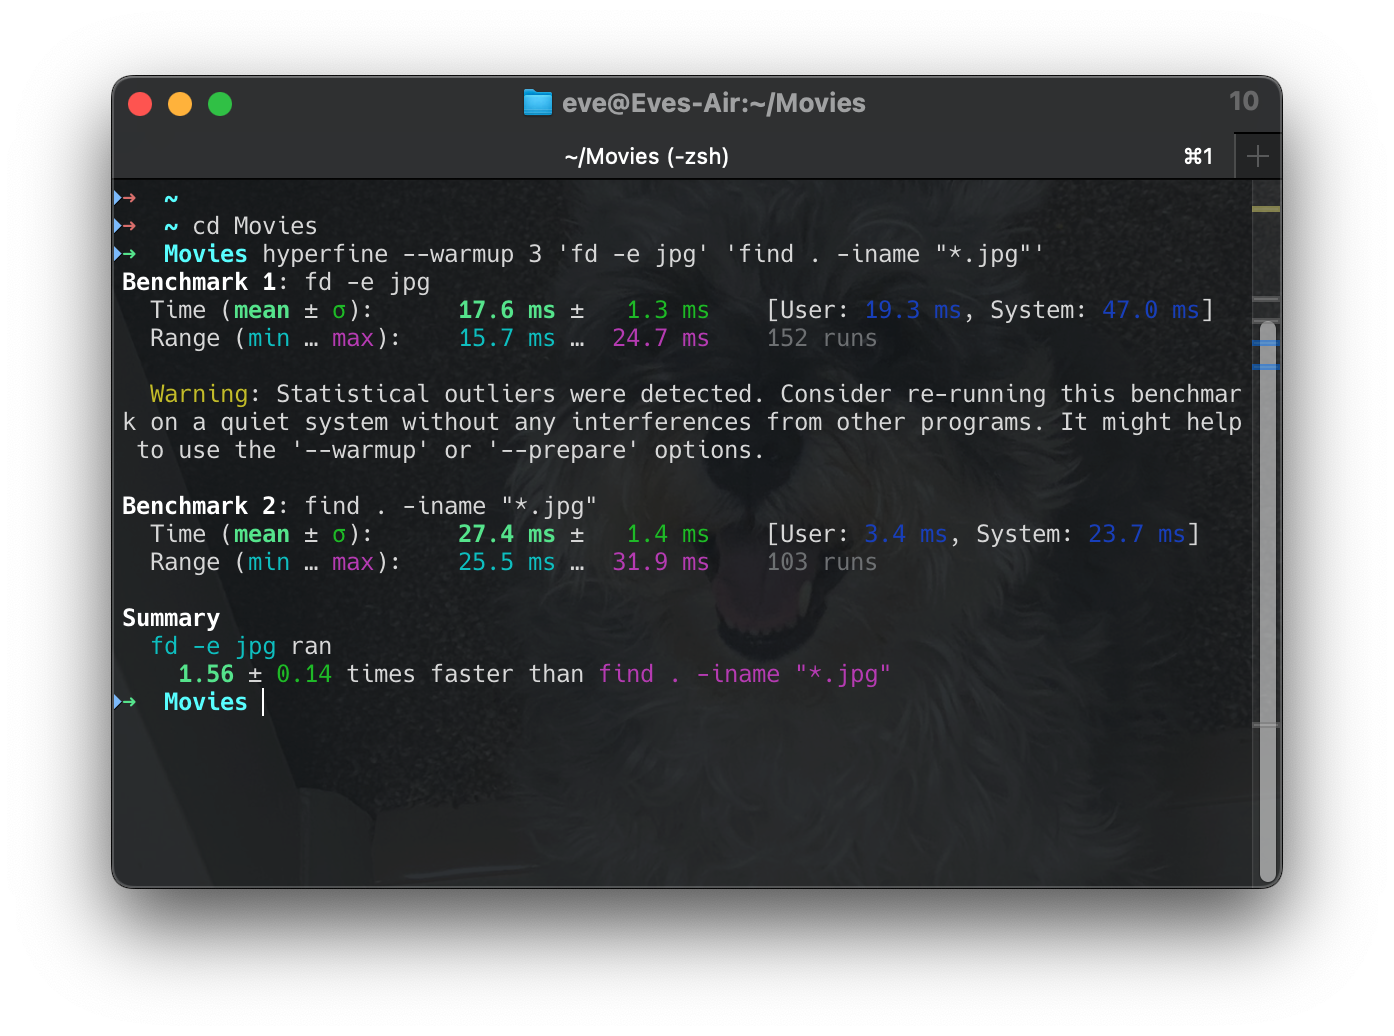 eve@Eves-Air:~/Movies 10
~/Movies (-zsh) ⌘1
➜ ~
➜ ~ cd Movies
➜ Movies hyperfine --warmup 3 'fd -e jpg' 'find . -iname "*.jpg"'
Benchmark 1: fd -e jpg
Time (mean ± σ): 17.6 ms ± 1.3 ms [User: 19.3 ms, System: 47.0 ms]
Range (min … max): 15.7 ms … 24.7 ms 152 runs
Warning: Statistical outliers were detected. Consider re-running this benchmar
k on a quiet system without any interferences from other programs. It might help
to use the '--warmup' or '--prepare' options.
Benchmark 2: find . -iname "*.jpg"
Time (mean ± σ): 27.4 ms ± 1.4 ms [User: 3.4 ms, System: 23.7 ms]
Range (min … max): 25.5 ms … 31.9 ms 103 runs
Summary
fd -e jpg ran
1.56 ± 0.14 times faster than find . -iname "*.jpg"
➜ Movies